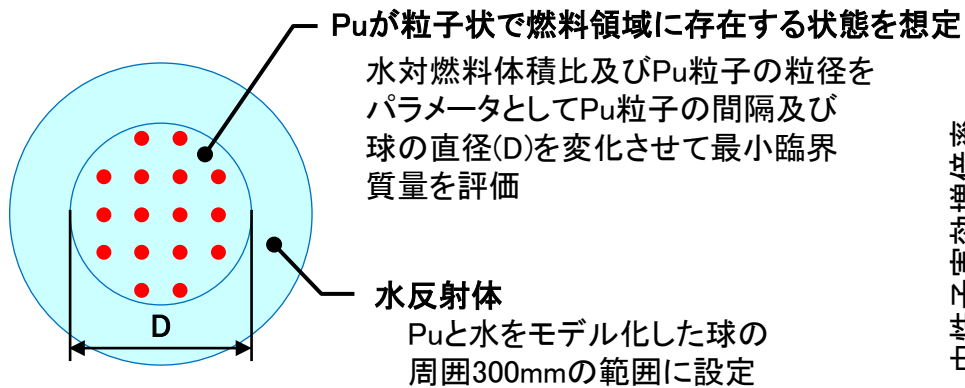 Puが粒子状で燃料領域に存在する状態を想定
水対燃料体積比及びPu粒子の粒径を
パラメータとしてPu粒子の間隔及び
球の直径(D)を変化させて最小臨界
質量を評価
水反射体
Puと水をモデル化した球の
周囲300mmの範囲に設定
D